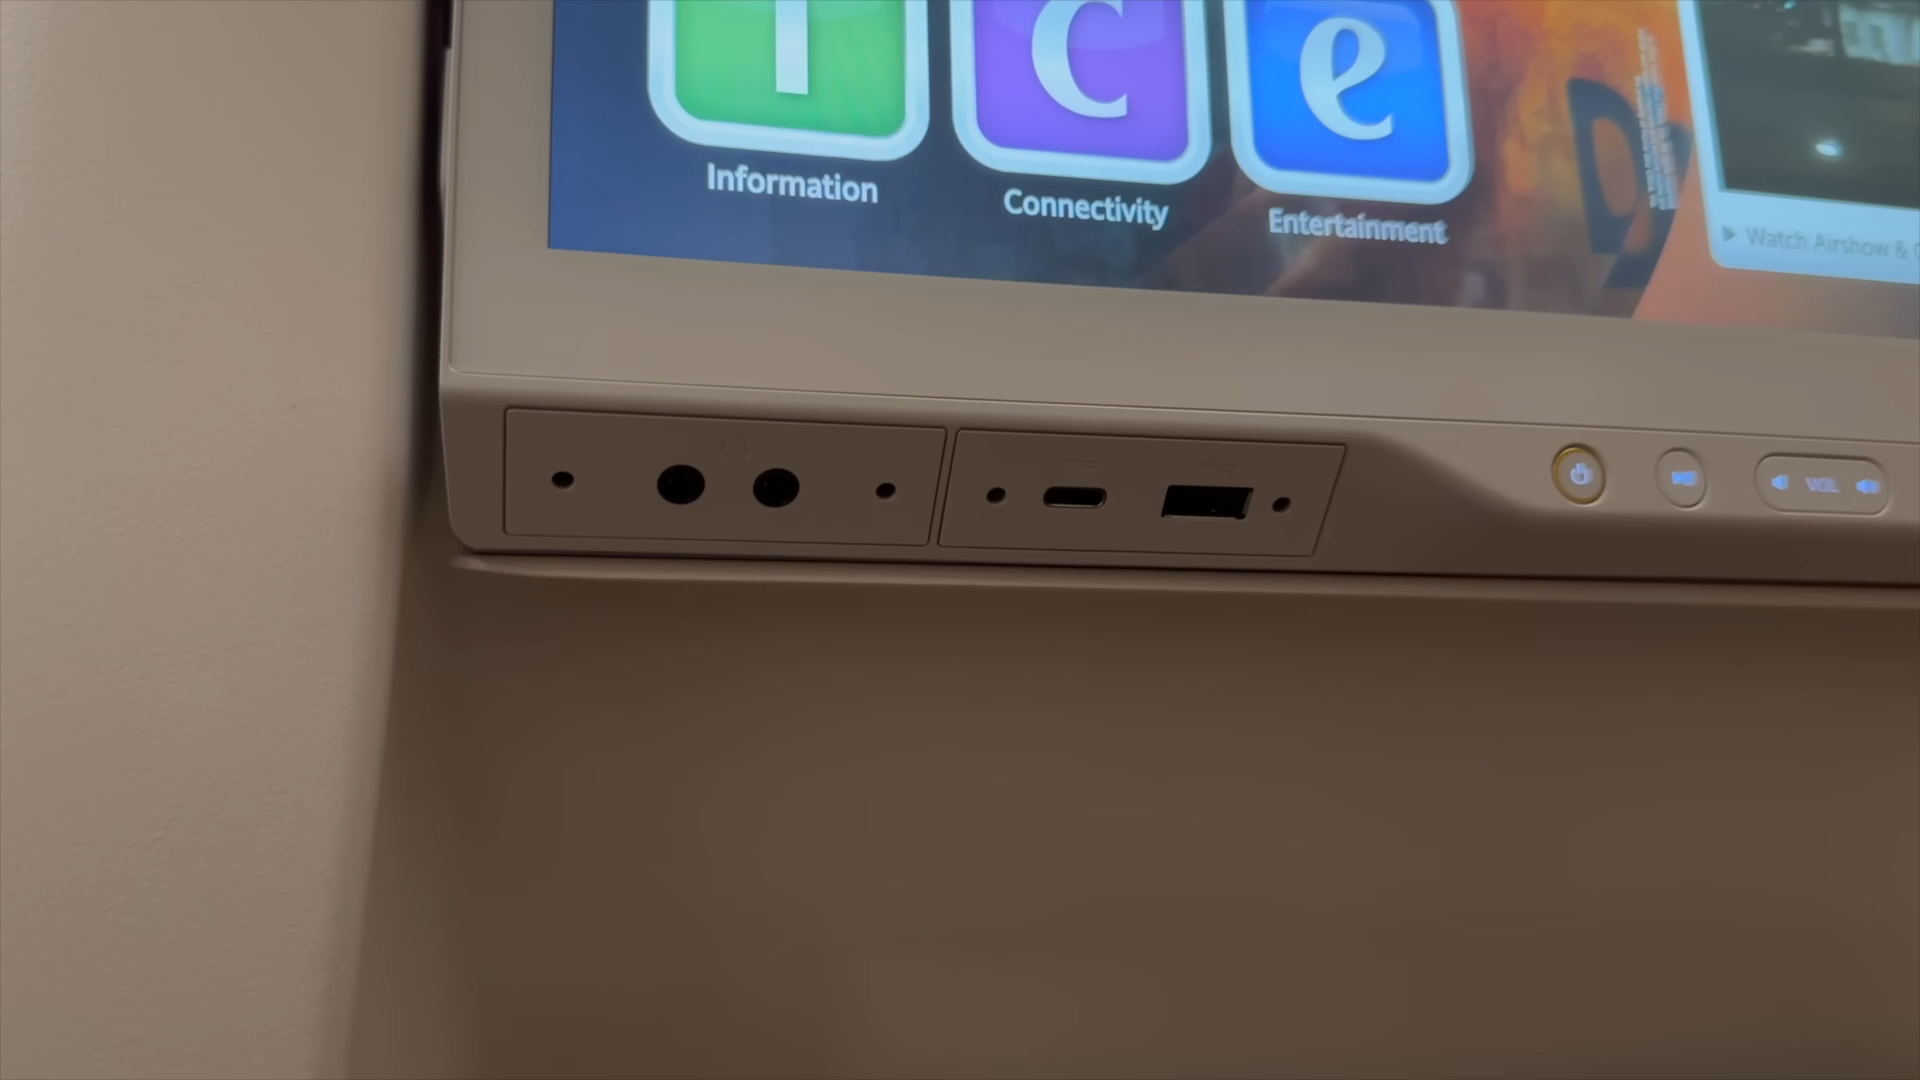 i c e
Information Connectivity Entertainment
Watch Airshow &
VOL